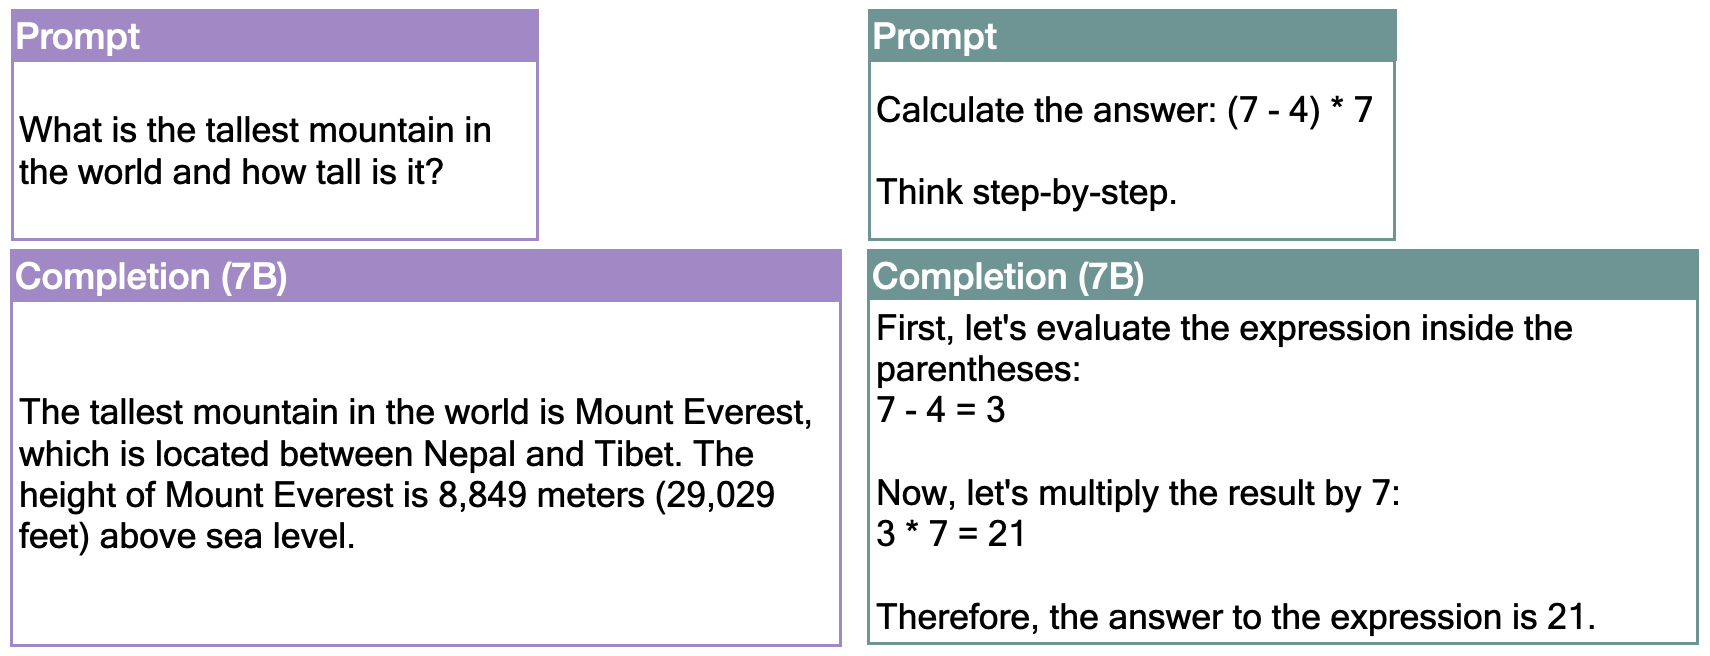 Prompt
What is the tallest mountain in
the world and how tall is it?
Completion (7B)
The tallest mountain in the world is Mount Everest,
which is located between Nepal and Tibet. The
height of Mount Everest is 8,849 meters (29,029
feet) above sea level.
Prompt
Calculate the answer: (7 - 4) * 7
Think step-by-step.
Completion (7B)
First, let's evaluate the expression inside the
parentheses:
7 - 4 = 3
Now, let's multiply the result by 7:
3 * 7 = 21
Therefore, the answer to the expression is 21.